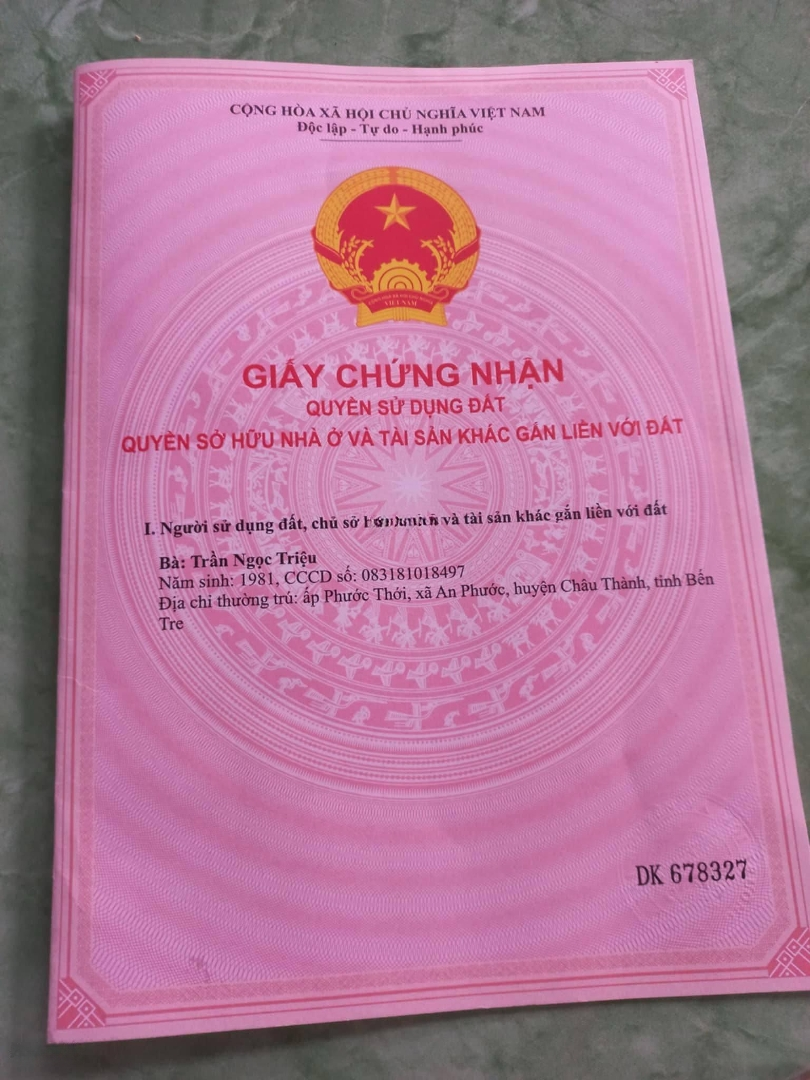 CỘNG HÒA XÃ HỘI CHỦ NGHĨA VIỆT NAM
Độc lập - Tự do - Hạnh phúc
VIỆT NAM
GIẤY CHỨNG NHẬN
QUYỀN SỬ DỤNG ĐẤT
QUYỀN SỞ HỮU NHÀ Ở VÀ TÀI SẢN KHÁC GẮN LIỀN VỚI ĐẤT
I. Người sử dụng đất, chủ sở và tài sản khác gắn liền với đất
Bà: Trần Ngọc Triệu
Năm sinh: 1981, CCCD số: 083181018497
Địa chỉ thường trú: ấp Phước Thới, xã An Phước, huyện Châu Thành, tỉnh Bến
Tre
DK 678327